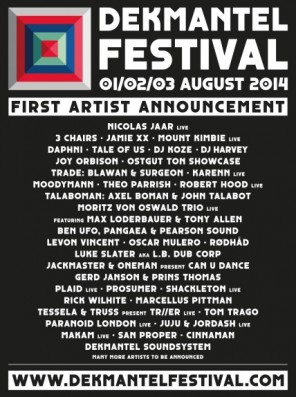 DEKMANTEL
FESTIVAL
01/02/03 AUGUST 2014
FIRST ARTIST ANNOUNCEMENT
NICOLAS JAAR LIVE
3 CHAIRS · JAMIE XX · MOUNT KIMBIE LIVE
DAPHNI · TALE OF US · DJ KOZE · DJ HARVEY
JOY ORBISON · OSTGUT TON SHOWCASE
TRADE: BLAWAN & SURGEON · KARENN LIVE
MOODYMANN · THEO PARRISH · ROBERT HOOD LIVE
TALABOMAN: AXEL BOMAN & JOHN TALABOT
MORITZ VON OSWALD TRIO LIVE
FEATURING MAX LODERBAUER & TONY ALLEN
BEN UFO, PANGAEA & PEARSON SOUND
LEVON VINCENT · OSCAR MULERO · RØDHÅD
LUKE SLATER AKA L.B. DUB CORP
JACKMASTER & ONEMAN PRESENT CAN U DANCE
GERD JANSON & PRINS THOMAS
PLAID LIVE · PROSUMER · SHACKLETON LIVE
RICK WILHITE · MARCELLUS PITTMAN
TESSELA & TRUSS PRESENT TR//ER LIVE · TOM TRAGO
PARANOID LONDON LIVE · JUJU & JORDASH LIVE
MAKAM LIVE · SAN PROPER · CINNAMAN
DEKMANTEL SOUNDSYSTEM
MANY MORE ARTISTS TO BE ANNOUNCED
WWW.DEKMANTELFESTIVAL.COM